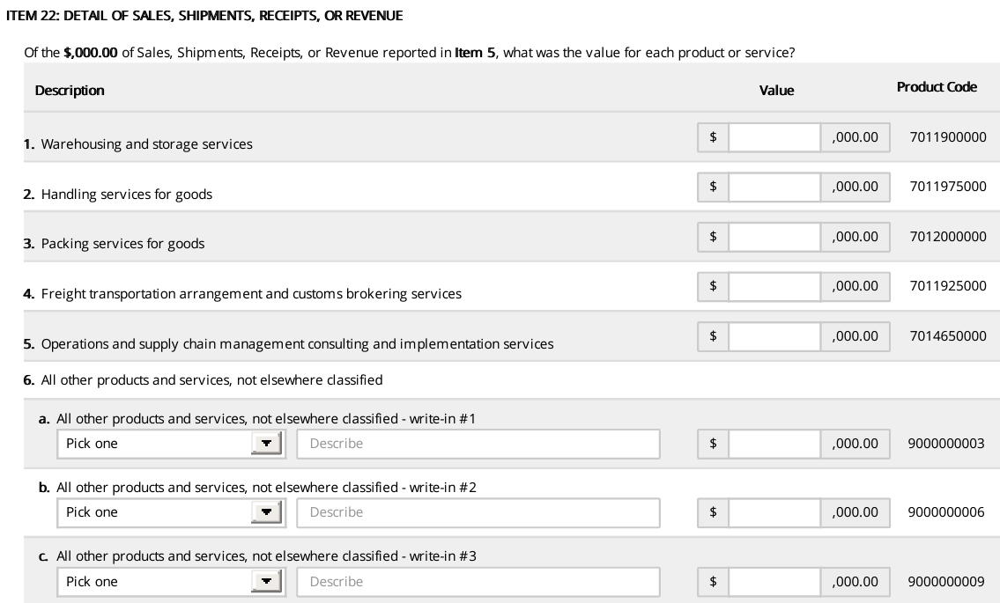 ITEM 22: DETAIL OF SALES, SHIPMENTS, RECEIPTS, OR REVENUE
Of the $,000.00 of Sales, Shipments, Receipts, or Revenue reported in Item 5, what was the value for each product or service?
Description Value Product Code
1. Warehousing and storage services $ ,000.00 7011900000
2. Handling services for goods $ ,000.00 7011975000
3. Packing services for goods $ ,000.00 7012000000
4. Freight transportation arrangement and customs brokering services $ ,000.00 7011925000
5. Operations and supply chain management consulting and implementation services $ ,000.00 7014650000
6. All other products and services, not elsewhere classified
a. All other products and services, not elsewhere classified - write-in #1
Pick one Describe $ ,000.00 9000000003
b. All other products and services, not elsewhere classified - write-in #2
Pick one Describe $ ,000.00 9000000006
c. All other products and services, not elsewhere classified - write-in #3
Pick one Describe $ ,000.00 9000000009